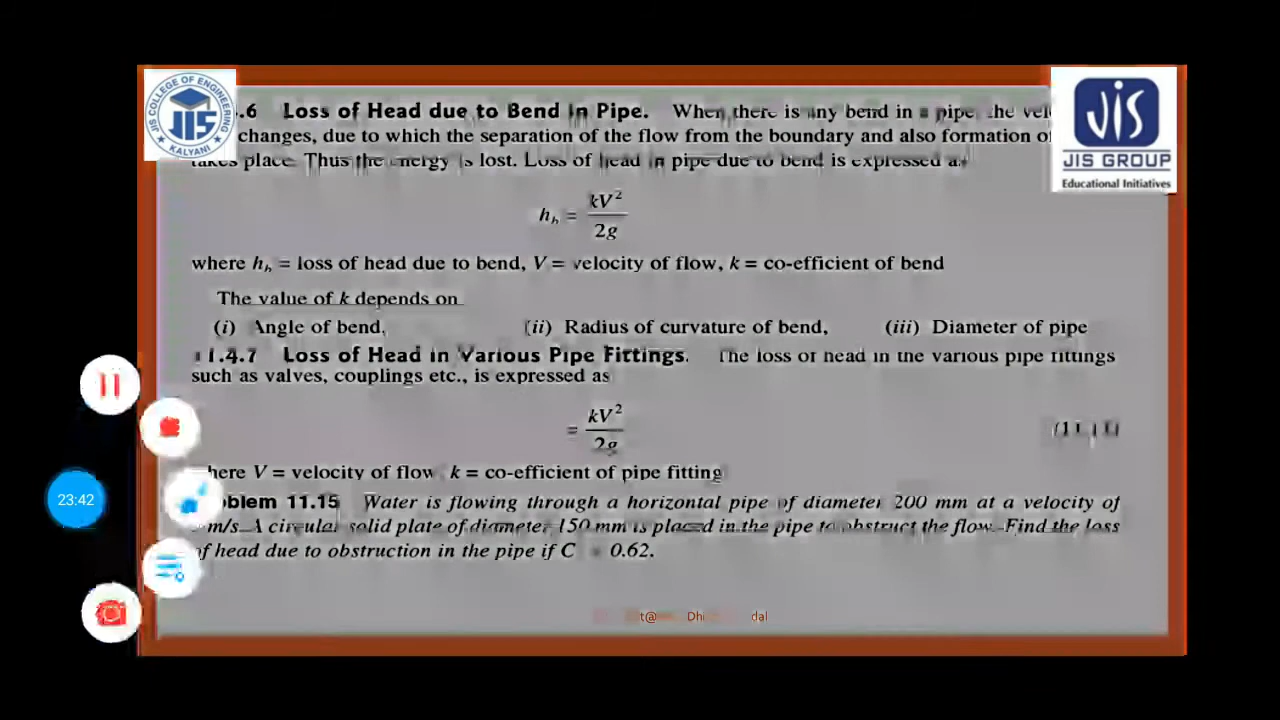 JIS COLLEGE OF ENGINEERING
JIS
KALYANI
JIS
JIS GROUP
Educational Initiatives
.6 Loss of Head due to Bend in Pipe. When there is any bend in a pipe, the vel
changes, due to which the separation of the flow from the boundary and also formation o
takes place. Thus the energy is lost. Loss of head in pipe due to bend is expressed as
h_b = kV²/2g
where h_b = loss of head due to bend, V = velocity of flow, k = co-efficient of bend
The value of k depends on
(i) Angle of bend, (ii) Radius of curvature of bend, (iii) Diameter of pipe
11.4.7 Loss of Head in Various Pipe Fittings. The loss of head in the various pipe fittings
such as valves, couplings etc., is expressed as
= kV²/2g
where V = velocity of flow, k = co-efficient of pipe fitting
oblem 11.15 Water is flowing through a horizontal pipe of diameter 200 mm at a velocity of
m/s. A circular solid plate of diameter 150 mm is placed in the pipe to obstruct the flow. Find the loss
of head due to obstruction in the pipe if C = 0.62.
23:42